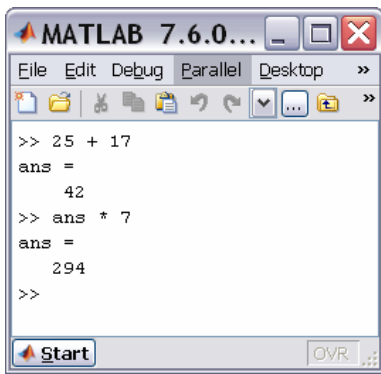 MATLAB 7.6.0...
File Edit Debug Parallel Desktop »
... »
>> 25 + 17
ans =
42
>> ans * 7
ans =
294
>>
Start OVR